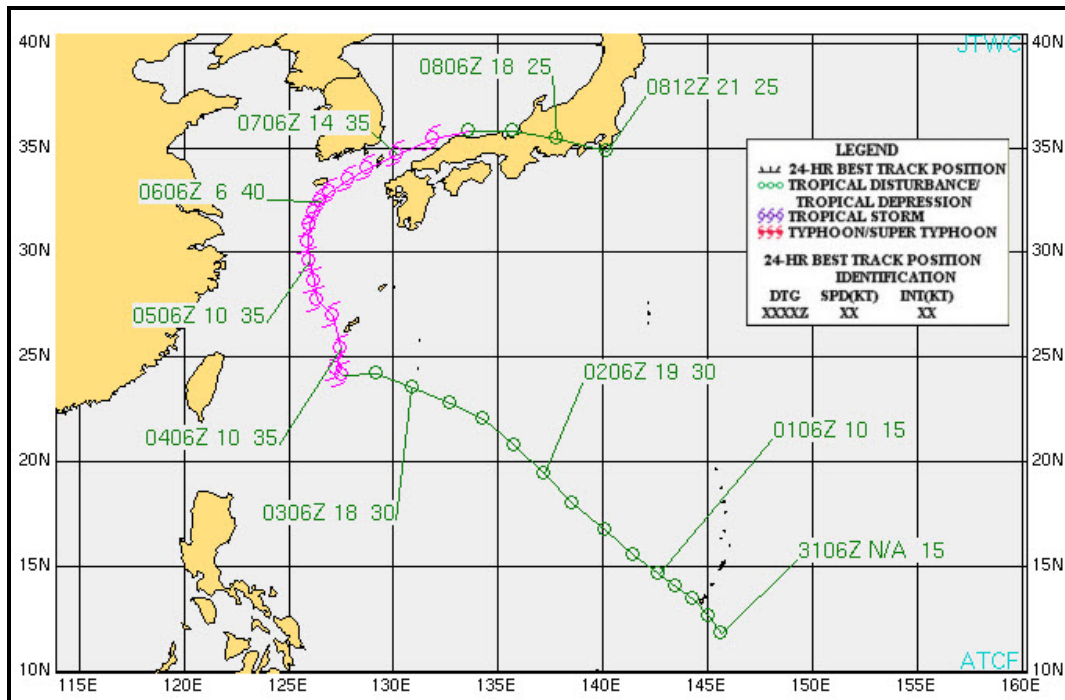 40N
40N
JTWC
0806Z 18 25
0812Z 21 25
0706Z 14 35
35N
35N
LEGEND
24-HR BEST TRACK POSITION
TROPICAL DISTURBANCE/
TROPICAL DEPRESSION
TROPICAL STORM
TYPHOON/SUPER TYPHOON
24-HR BEST TRACK POSITION
IDENTIFICATION
DTG SPD(KT) INT(KT)
XXXXZ XX XX
0606Z 6 40
30N
30N
0506Z 10 35
25N
25N
0206Z 19 30
0406Z 10 35
0106Z 10 15
20N
20N
0306Z 18 30
3106Z N/A 15
15N
15N
10N
10N
ATCF
115E 120E 125E 130E 135E 140E 145E 150E 155E 160E